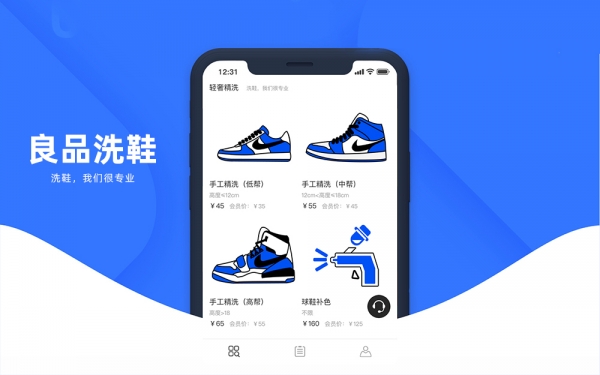 良品洗鞋
洗鞋，我们很专业
12:31
轻奢精洗 洗鞋，我们很专业
手工精洗（低帮）
高度≤12cm
￥45 会员价：￥35
手工精洗（中帮）
12cm<高度≤18cm
￥55 会员价：￥45
手工精洗（高帮）
高度>18
￥65 会员价：￥55
球鞋补色
不限
￥160 会员价：￥125